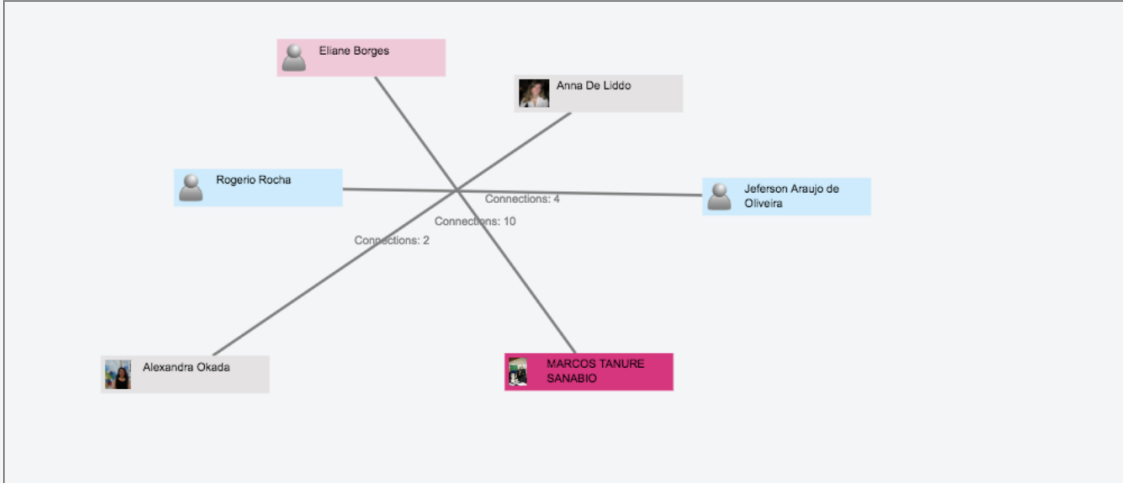 Eliane Borges
Anna De Liddo
Rogerio Rocha
Jeferson Araujo de
Oliveira
Connections: 4
Connections: 10
Connections: 2
Alexandra Okada
MARCOS TANURE
SANABIO